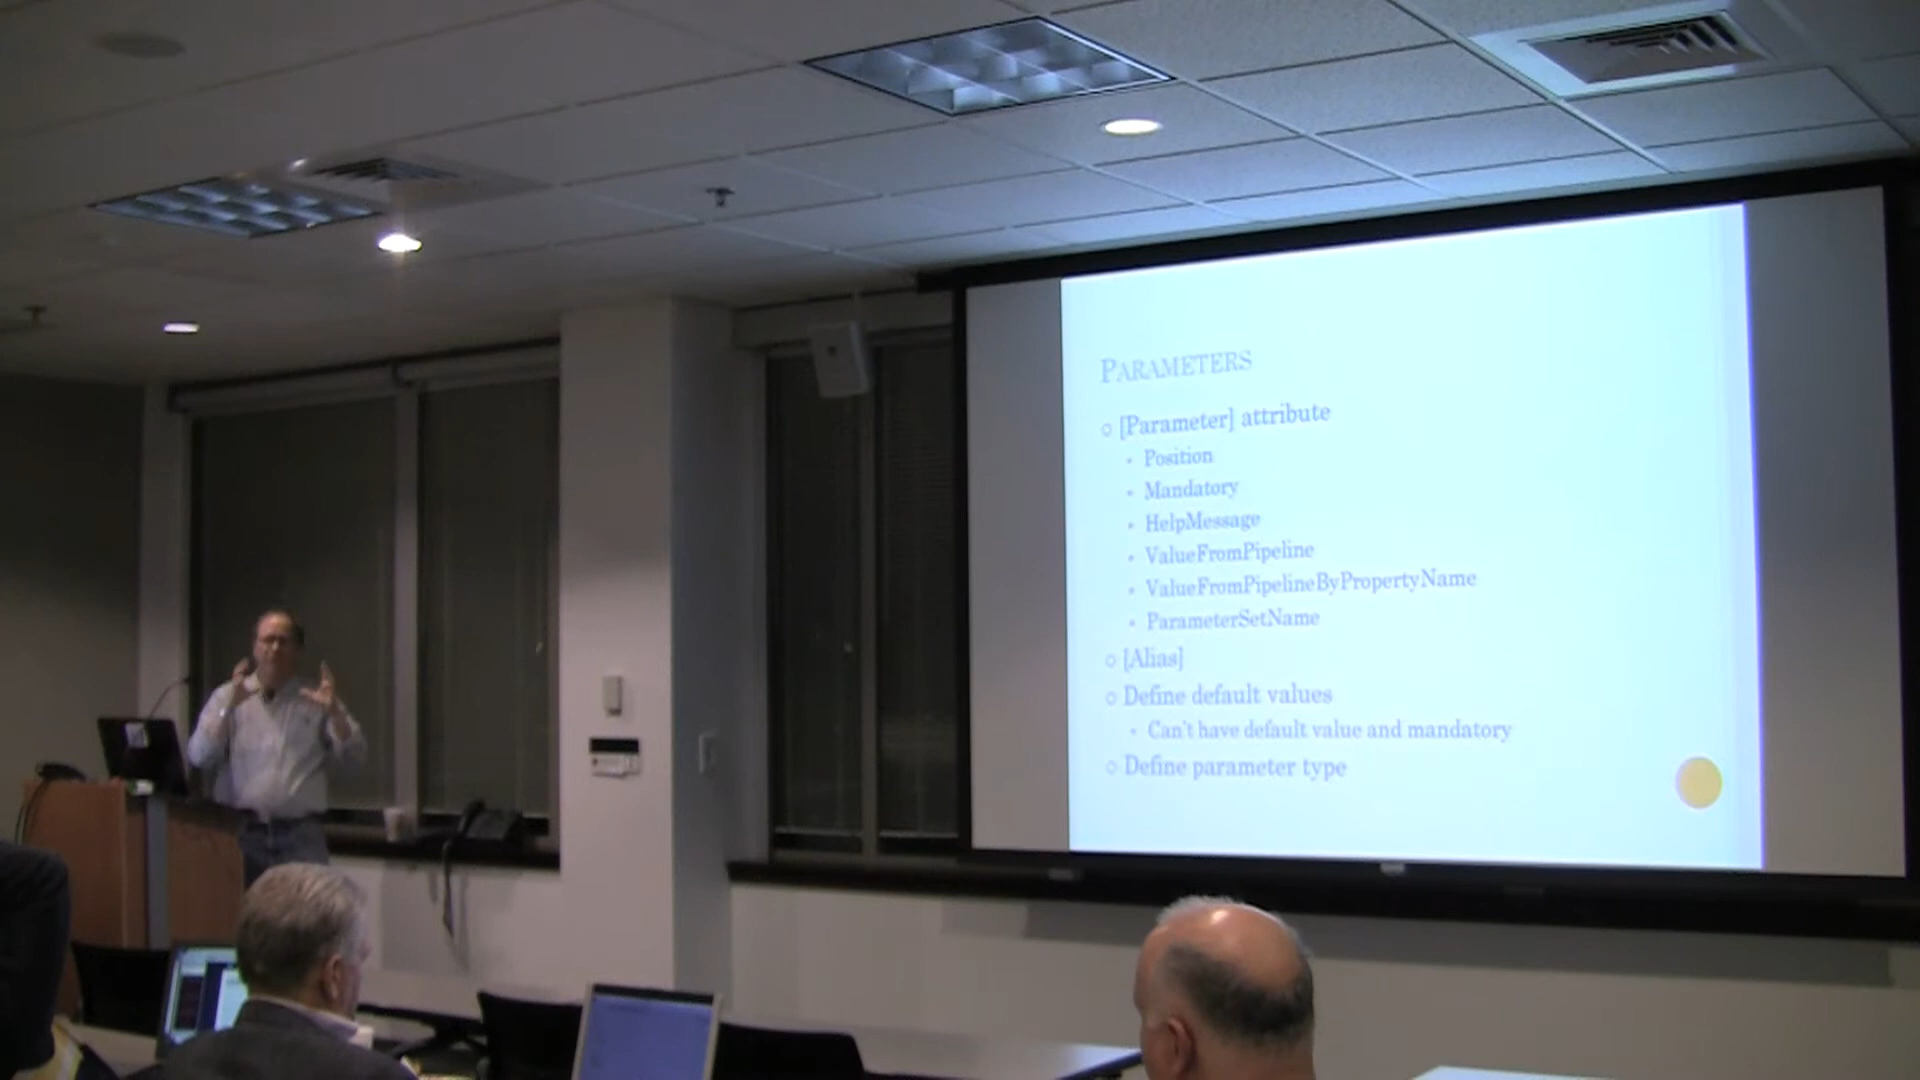 PARAMETERS
[Parameter] attribute
Position
Mandatory
HelpMessage
ValueFromPipeline
ValueFromPipelineByPropertyName
ParameterSetName
[Alias]
Define default values
Can't have default value and mandatory
Define parameter type